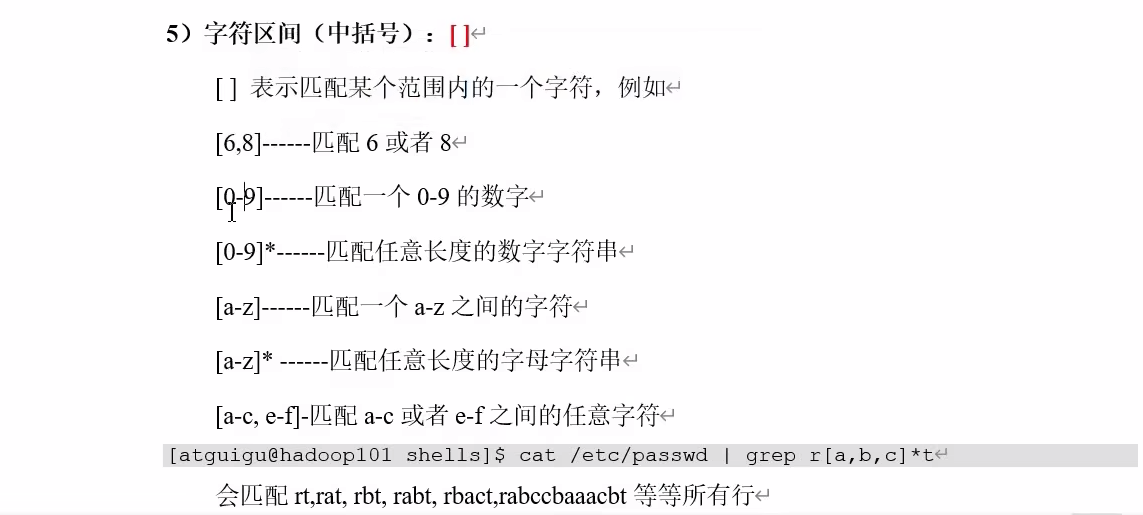 5）字符区间（中括号）：[ ]↵
[ ] 表示匹配某个范围内的一个字符，例如↵
[6,8]------匹配 6 或者 8↵
[0-9]------匹配一个 0-9 的数字↵
[0-9]*------匹配任意长度的数字字符串↵
[a-z]------匹配一个 a-z 之间的字符↵
[a-z]* ------匹配任意长度的字母字符串↵
[a-c, e-f]-匹配 a-c 或者 e-f 之间的任意字符↵
[atguigu@hadoop101 shells]$ cat /etc/passwd | grep r[a,b,c]*t↵
会匹配 rt,rat, rbt, rabt, rbact,rabccbaaacbt 等等所有行↵